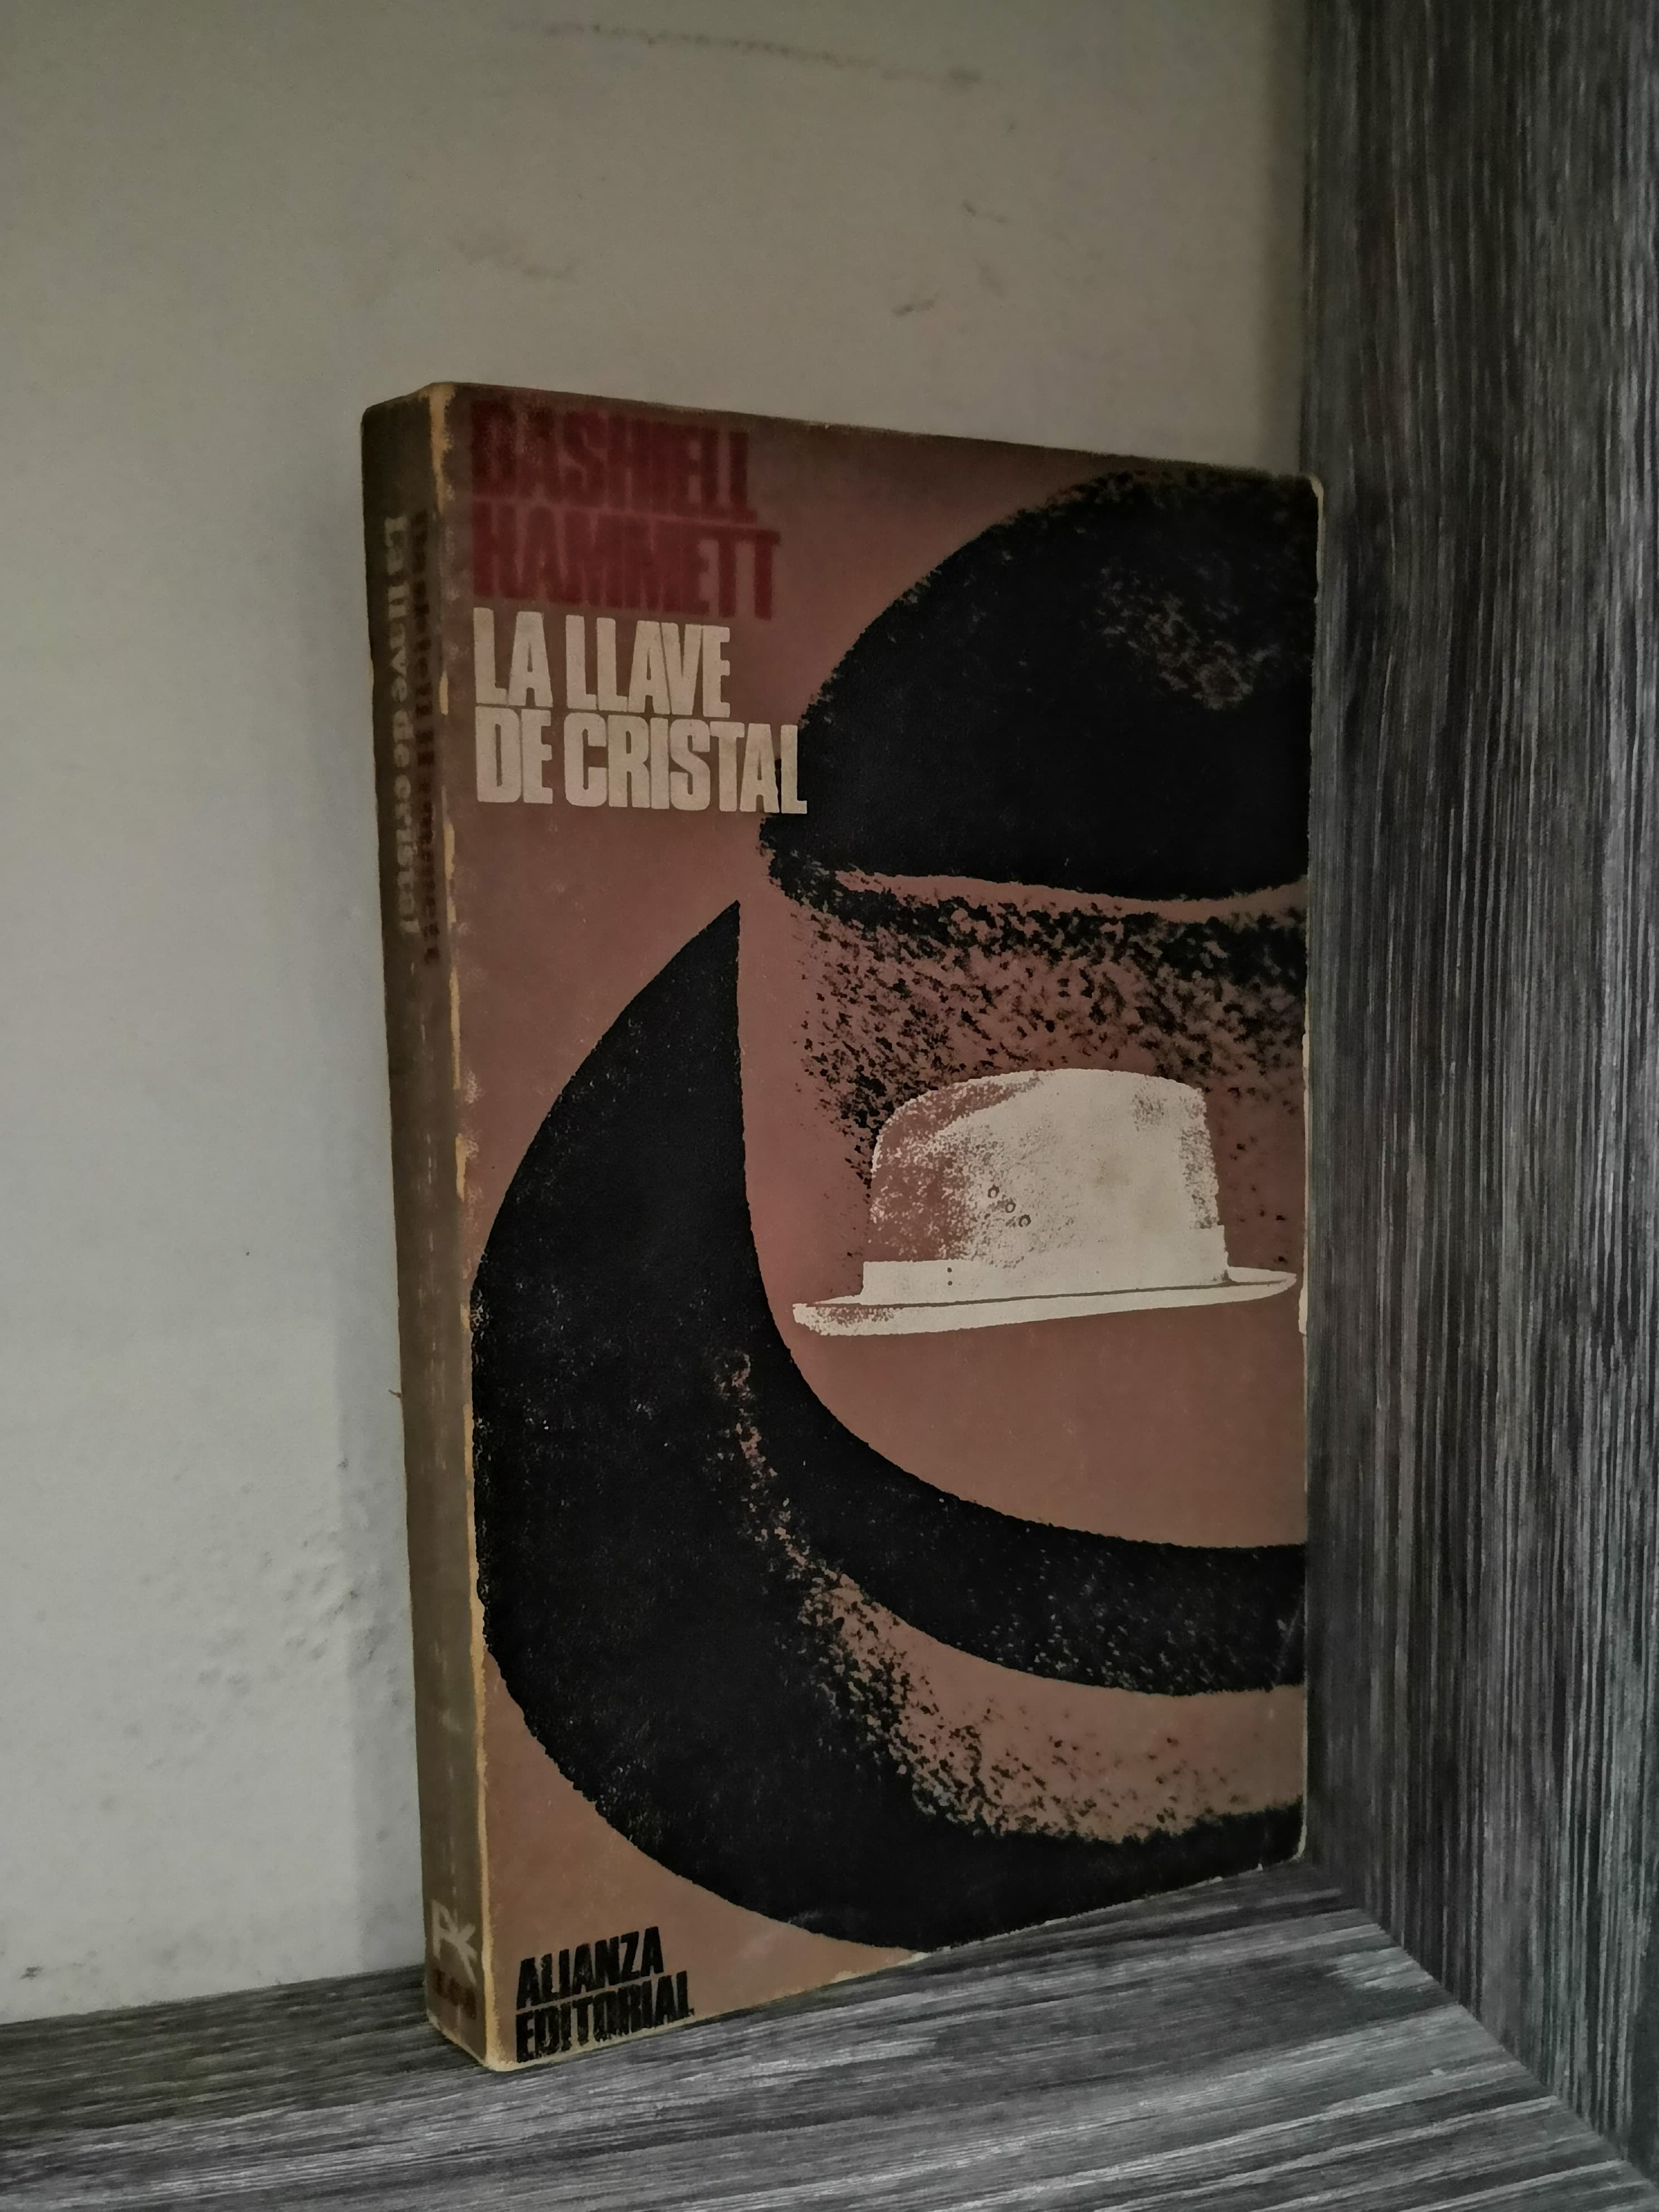 DASHIELL
HAMMETT
LA LLAVE
DE CRISTAL
ALIANZA
EDITORIAL
Dashiell Hammett
La llave de cristal